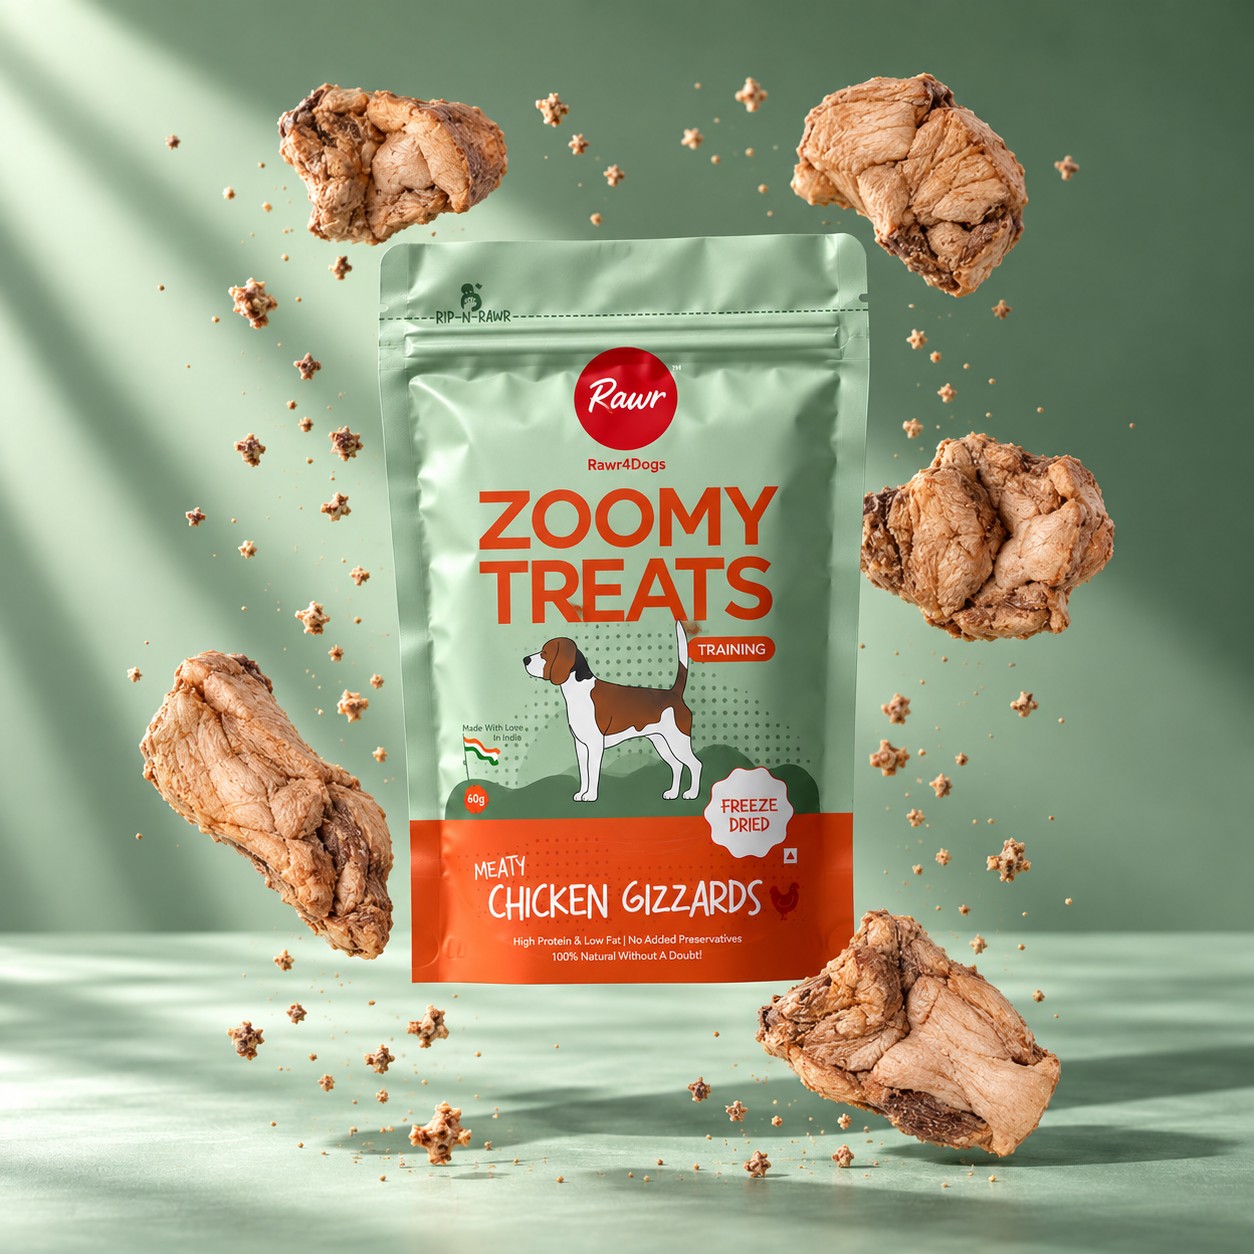 RIP-N-RAWR
Rawr
TM
Rawr4Dogs
ZOOMY
TREATS
TRAINING
Made With Love
In India
60g
FREEZE
DRIED
MEATY
CHICKEN GIZZARDS
High Protein & Low Fat | No Added Preservatives
100% Natural Without A Doubt!